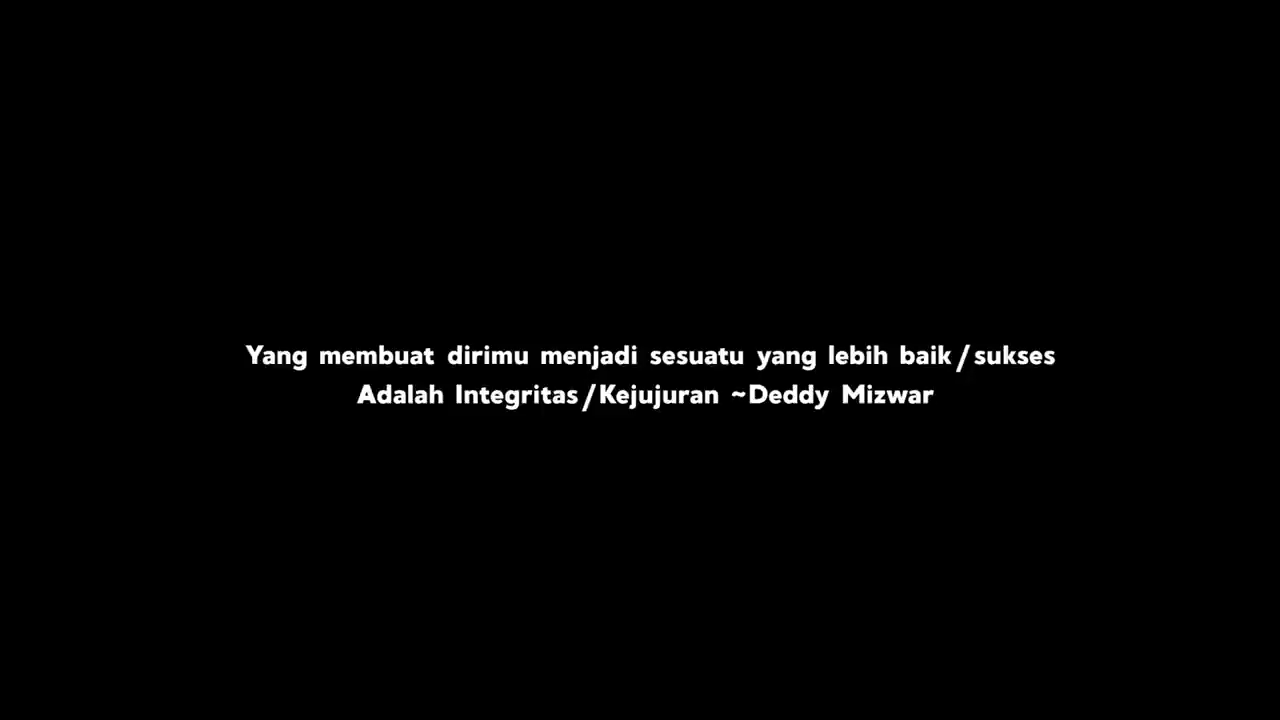 Yang membuat dirimu menjadi sesuatu yang lebih baik/sukses
Adalah Integritas/Kejujuran ~Deddy Mizwar